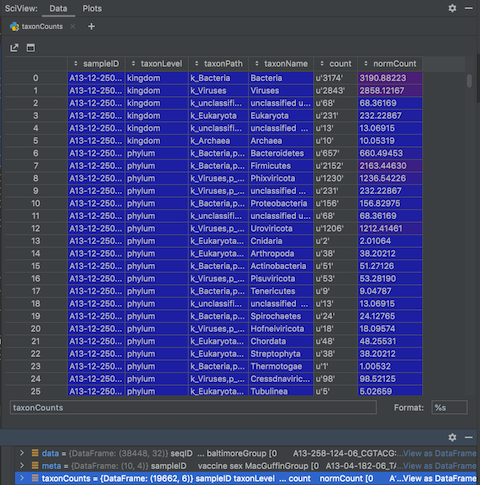 SciView: Data Plots
taxonCounts
sampleID taxonLevel taxonPath taxonName count normCount
0 A13-12-250... kingdom k_Bacteria Bacteria u'3174' 3190.88223
1 A13-12-250... kingdom k_Viruses Viruses u'2843' 2858.12167
2 A13-12-250... kingdom k_unclassifi... unclassified u... u'68' 68.36169
3 A13-12-250... kingdom k_Eukaryota Eukaryota u'231' 232.22867
4 A13-12-250... kingdom k_unclassifi... unclassified ... u'13' 13.06915
5 A13-12-250... kingdom k_Archaea Archaea u'10' 10.05319
6 A13-12-250... phylum k_Bacteria,p... Bacteroidetes u'657' 660.49453
7 A13-12-250... phylum k_Bacteria,p... Firmicutes u'2152' 2163.44630
8 A13-12-250... phylum k_Viruses,p_... Phixviricota u'1230' 1236.54226
9 A13-12-250... phylum k_Eukaryota... unclassified ... u'231' 232.22867
10 A13-12-250... phylum k_Bacteria,p... Proteobacteria u'156' 156.82975
11 A13-12-250... phylum k_unclassifi... unclassified u... u'68' 68.36169
12 A13-12-250... phylum k_Viruses,p_... Uroviricota u'1206' 1212.41461
13 A13-12-250... phylum k_Eukaryota... Cnidaria u'2' 2.01064
14 A13-12-250... phylum k_Eukaryota... Arthropoda u'38' 38.20212
15 A13-12-250... phylum k_Bacteria,p... Actinobacteria u'51' 51.27126
16 A13-12-250... phylum k_Viruses,p_... Pisuviricota u'53' 53.28190
17 A13-12-250... phylum k_Bacteria,p... Tenericutes u'9' 9.04787
18 A13-12-250... phylum k_unclassifi... unclassified ... u'13' 13.06915
19 A13-12-250... phylum k_Bacteria,p... Spirochaetes u'24' 24.12765
20 A13-12-250... phylum k_Viruses,p_... Hofneiviricota u'18' 18.09574
21 A13-12-250... phylum k_Eukaryota... Chordata u'48' 48.25531
22 A13-12-250... phylum k_Eukaryota... Streptophyta u'38' 38.20212
23 A13-12-250... phylum k_Bacteria,p... Thermotogae u'1' 1.00532
24 A13-12-250... phylum k_Viruses,p_... Cressdnaviric... u'98' 98.52125
25 A13-12-250... phylum k_Eukaryota... Tubulinea u'5' 5.02659
taxonCounts Format: %s
data = {DataFrame: (38448, 32)} seqID ... baltimoreGroup [0 A13-258-124-06_CGTACG: ...View as DataFrame
meta = {DataFrame: (10, 4)} sampleID vaccine sex MacGuffinGroup [0 A13-04-182-06_TA ...View as DataFrame
taxonCounts = {DataFrame: (19662, 6)} sampleID taxonLevel ... count normCount [0 A'...View as DataFrame